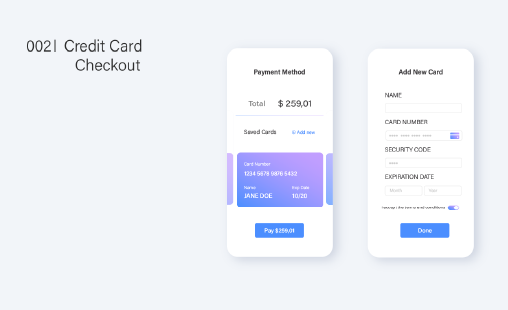 002| Credit Card
Checkout
Payment Method
Total $ 259,01
Saved Cards Add new
Card Number
1234 5678 9876 5432
Name Exp Date
JANE DOE 10/20
Pay $259,01
Add New Card
NAME
CARD NUMBER
SECURITY CODE
EXPIRATION DATE
Month Year
Done